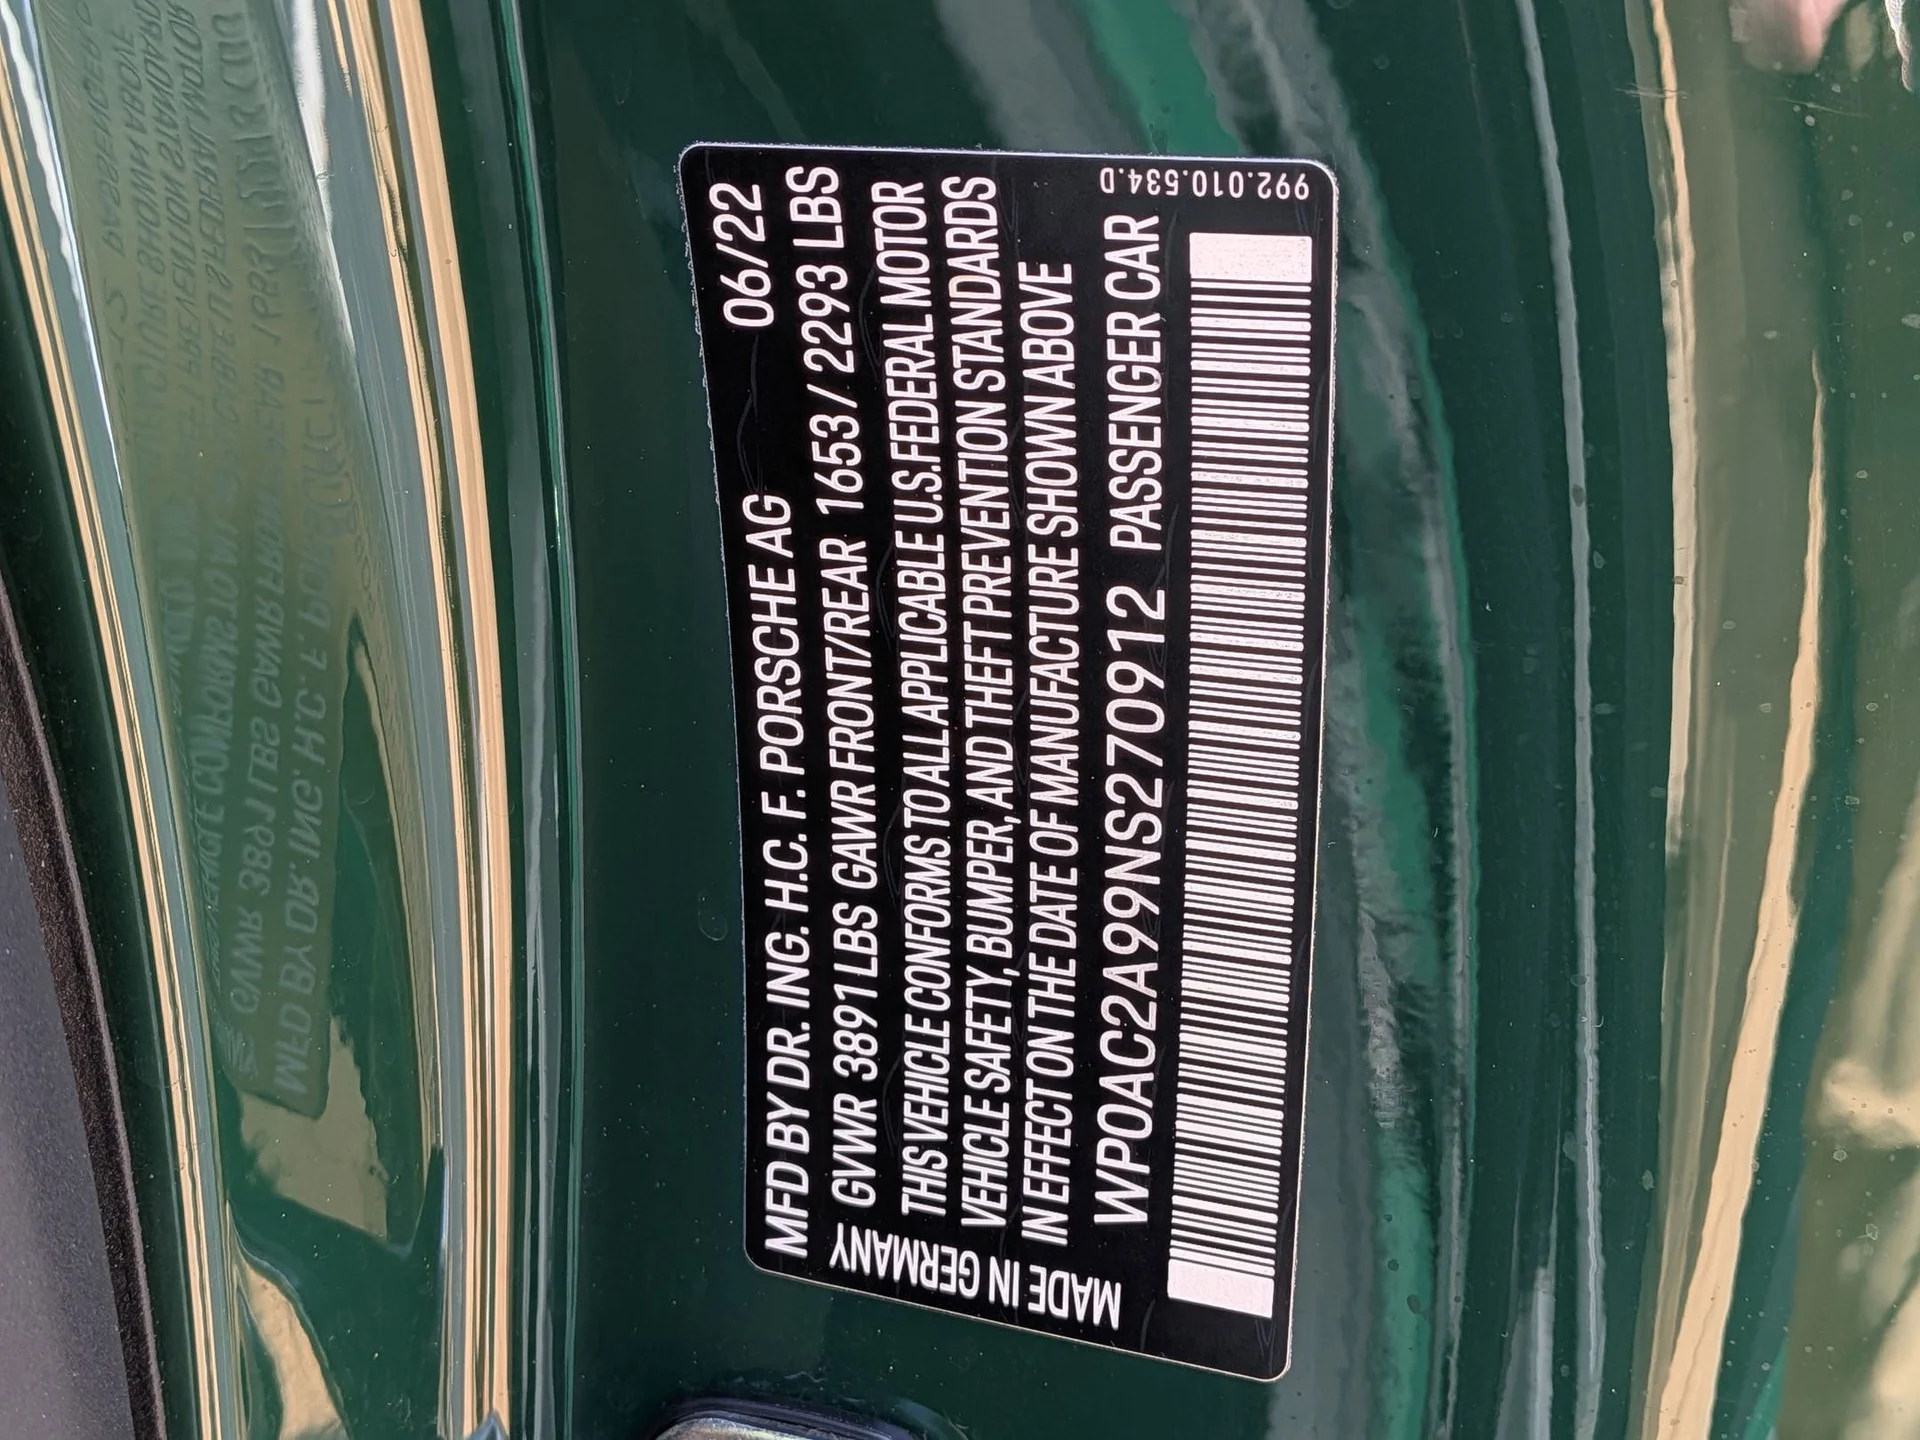 MFD BY DR. ING. H.C. F. PORSCHE AG 06/22
GVWR 3891 LBS GAWR FRONT/REAR 1653 / 2293 LBS
THIS VEHICLE CONFORMS TO ALL APPLICABLE U.S. FEDERAL MOTOR
VEHICLE SAFETY, BUMPER, AND THEFT PREVENTION STANDARDS
IN EFFECT ON THE DATE OF MANUFACTURE SHOWN ABOVE
WP0AC2A99NS270912 PASSENGER CAR
MADE IN GERMANY
992.010.534.D